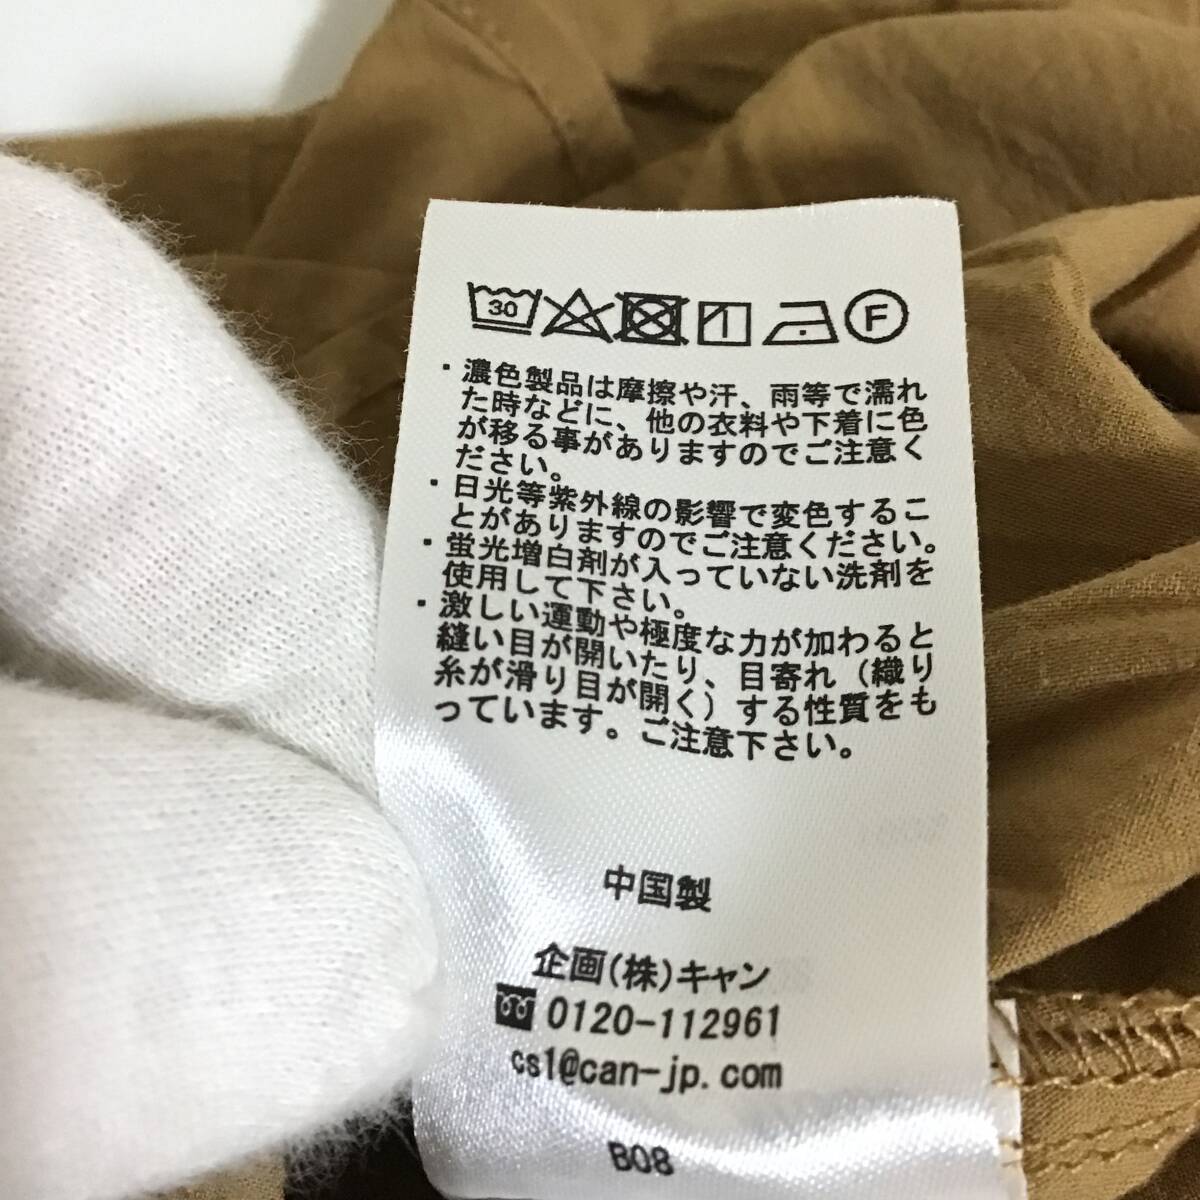 30 F
・濃色製品は摩擦や汗、雨等で濡れ
た時などに、他の衣料や下着に色
が移る事がありますのでご注意く
ださい。
・日光等紫外線の影響で変色するこ
とがありますのでご注意ください。
・蛍光増白剤が入っていない洗剤を
使用して下さい。
・激しい運動や極度な力が加わると
縫い目が開いたり、目寄れ（織り
糸が滑り目が開く）する性質をも
っています。ご注意下さい。
中国製
企画(株)キャン
0120-112961
cs1@can-jp.com
B08